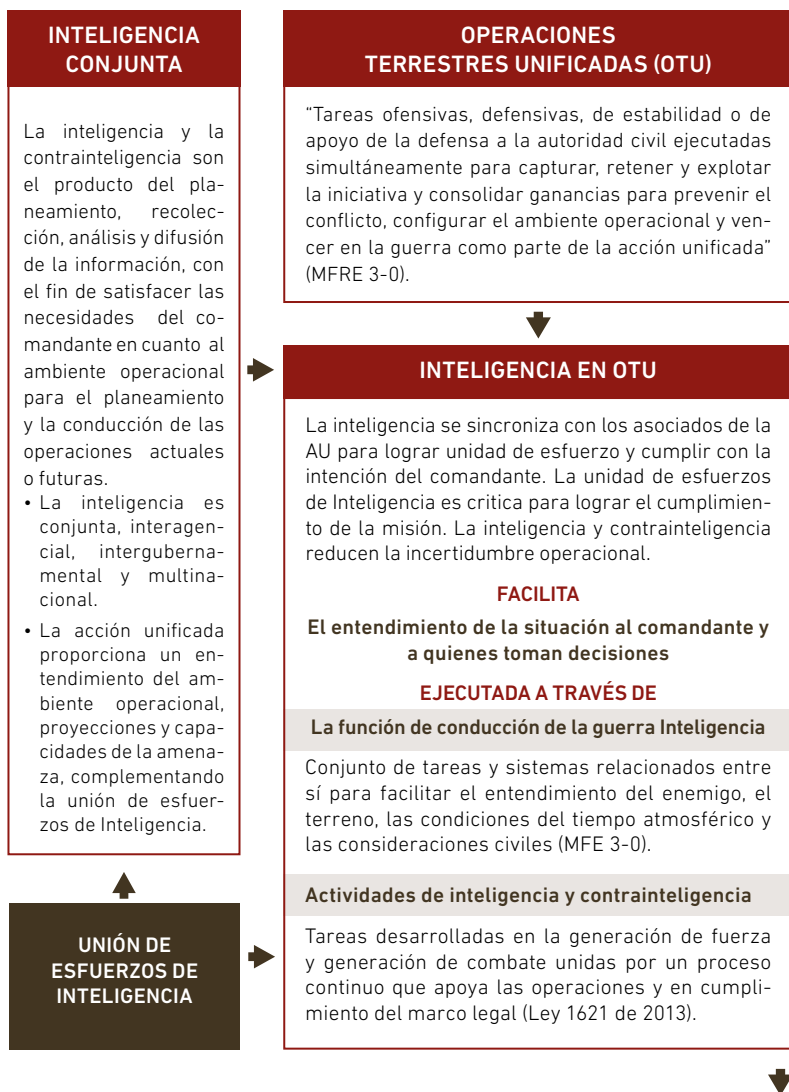 INTELIGENCIA
CONJUNTA
La inteligencia y la
contrainteligencia son
el producto del pla-
neamiento, recolec-
ción, análisis y difusión
de la información, con
el fin de satisfacer las
necesidades del co-
mandante en cuanto al
ambiente operacional
para el planeamiento
y la conducción de las
operaciones actuales
o futuras.
• La inteligencia es
conjunta, interagen-
cial, interguberna-
mental y multina-
cional.
• La acción unificada
proporciona un en-
tendimiento del am-
biente operacional,
proyecciones y capa-
cidades de la amena-
za, complementando
la unión de esfuer-
zos de Inteligencia.
UNIÓN DE
ESFUERZOS DE
INTELIGENCIA
OPERACIONES
TERRESTRES UNIFICADAS (OTU)
“Tareas ofensivas, defensivas, de estabilidad o de
apoyo de la defensa a la autoridad civil ejecutadas
simultáneamente para capturar, retener y explotar
la iniciativa y consolidar ganancias para prevenir el
conflicto, configurar el ambiente operacional y ven-
cer en la guerra como parte de la acción unificada”
(MFRE 3-0).
INTELIGENCIA EN OTU
La inteligencia se sincroniza con los asociados de la
AU para lograr unidad de esfuerzo y cumplir con la
intención del comandante. La unidad de esfuerzos
de Inteligencia es critica para lograr el cumplimien-
to de la misión. La inteligencia y contrainteligencia
reducen la incertidumbre operacional.
FACILITA
El entendimiento de la situación al comandante y
a quienes toman decisiones
EJECUTADA A TRAVÉS DE
La función de conducción de la guerra Inteligencia
Conjunto de tareas y sistemas relacionados entre
sí para facilitar el entendimiento del enemigo, el
terreno, las condiciones del tiempo atmosférico y
las consideraciones civiles (MFE 3-0).
Actividades de inteligencia y contrainteligencia
Tareas desarrolladas en la generación de fuerza
y generación de combate unidas por un proceso
continuo que apoya las operaciones y en cumpli-
miento del marco legal (Ley 1621 de 2013).